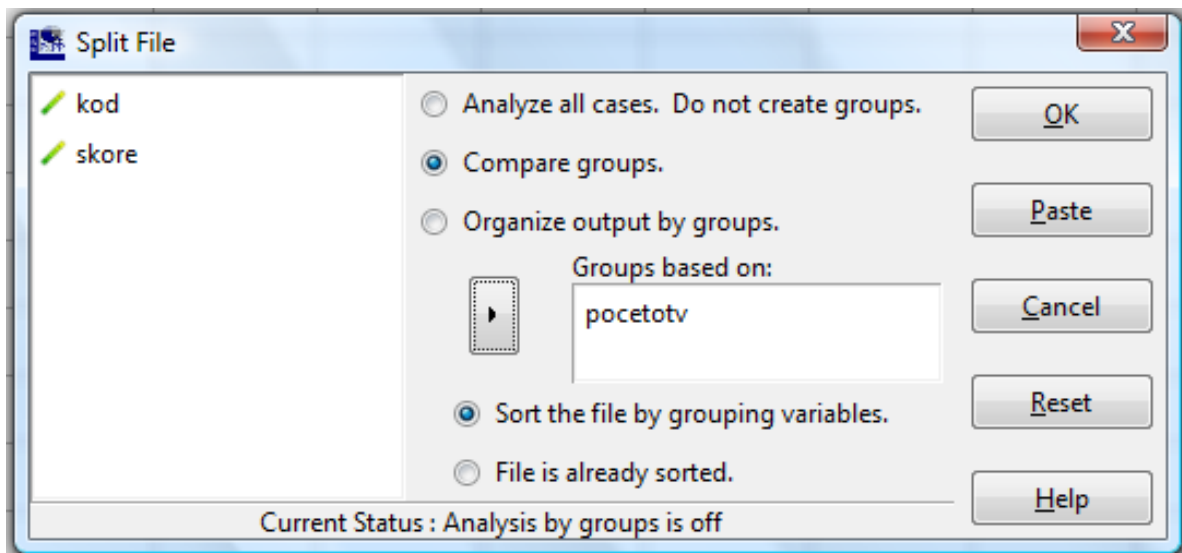 Split File
kod
skore
Analyze all cases.  Do not create groups.
Compare groups.
Organize output by groups.
Groups based on:
pocetotv
Sort the file by grouping variables.
File is already sorted.
OK
Paste
Cancel
Reset
Help
Current Status : Analysis by groups is off